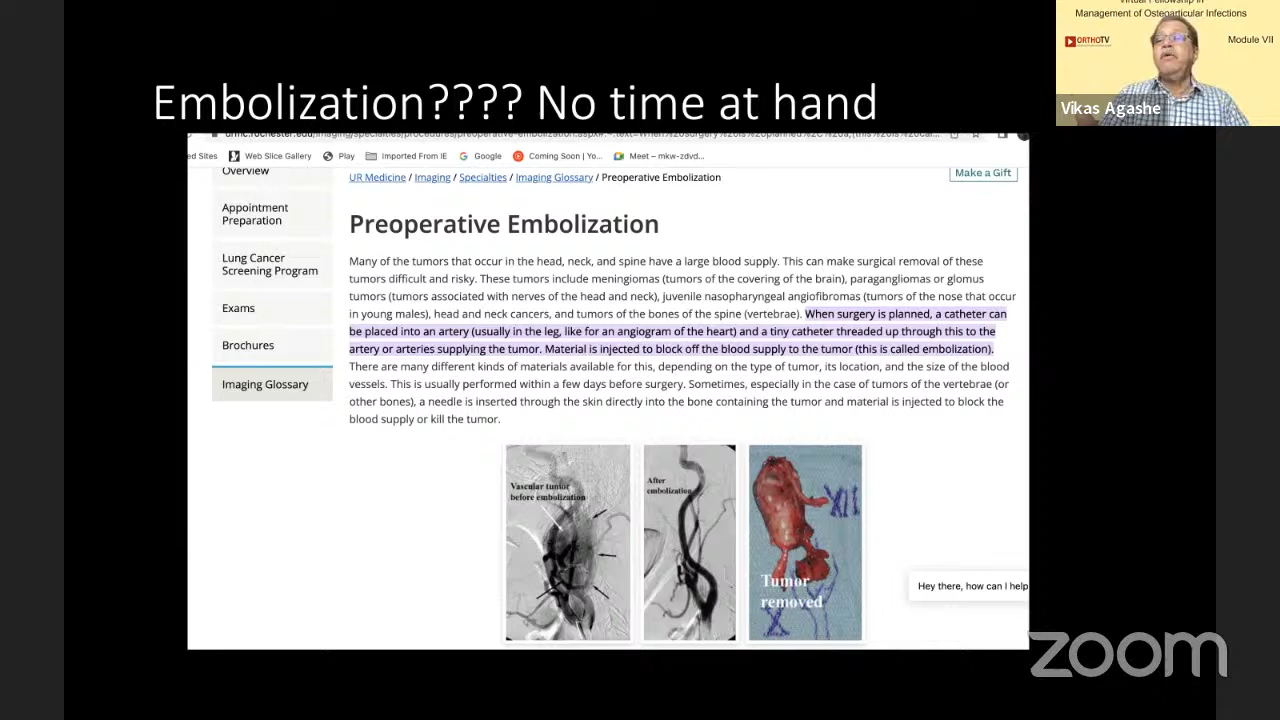 Virtual Fellowship in
Management of Osteoarticular Infections
ORTHOTV
Module VII
Vikas Agashe
Embolization???? No time at hand
ed Sites
Web Slice Gallery
Play
Imported From IE
Google
Coming Soon | Yo...
Meet – mkw-zdvd...
Overview
Appointment
Preparation
Lung Cancer
Screening Program
Exams
Brochures
Imaging Glossary
UR Medicine / Imaging / Specialties / Imaging Glossary / Preoperative Embolization
Make a Gift
Preoperative Embolization
Many of the tumors that occur in the head, neck, and spine have a large blood supply. This can make surgical removal of these
tumors difficult and risky. These tumors include meningiomas (tumors of the covering of the brain), paragangliomas or glomus
tumors (tumors associated with nerves of the head and neck), juvenile nasopharyngeal angiofibromas (tumors of the nose that occur
in young males), head and neck cancers, and tumors of the bones of the spine (vertebrae). When surgery is planned, a catheter can
be placed into an artery (usually in the leg, like for an angiogram of the heart) and a tiny catheter threaded up through this to the
artery or arteries supplying the tumor. Material is injected to block off the blood supply to the tumor (this is called embolization).
There are many different kinds of materials available for this, depending on the type of tumor, its location, and the size of the blood
vessels. This is usually performed within a few days before surgery. Sometimes, especially in the case of tumors of the vertebrae (or
other bones), a needle is inserted through the skin directly into the bone containing the tumor and material is injected to block the
blood supply or kill the tumor.
Vascular tumor
before embolization
After
embolization
XII
Tumor
removed
X
Hey there, how can I help
zoom